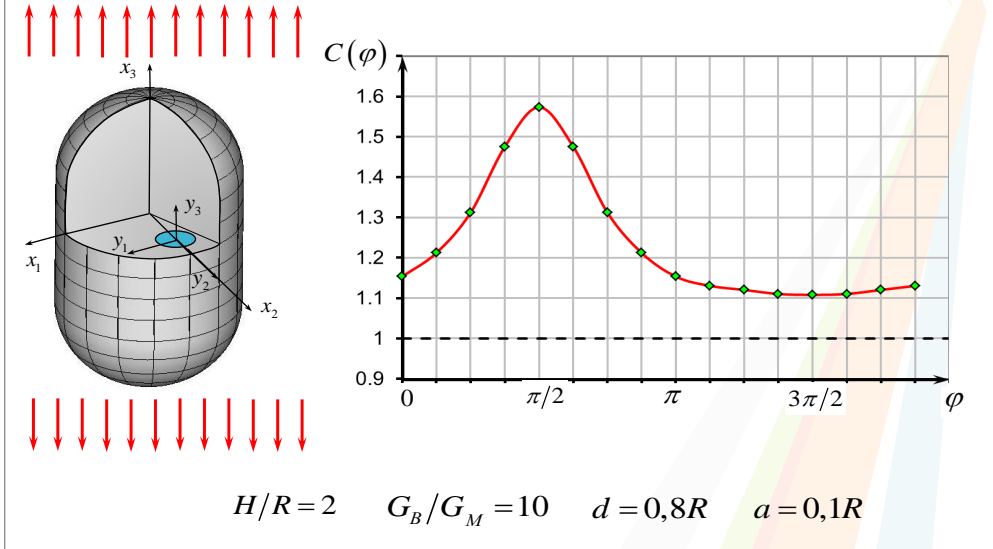 C(φ)
x₃
1.6
1.5
1.4
1.3
1.2
1.1
1
0.9
y₃
y₁
x₁
y₂
x₂
0 π/2 π 3π/2 φ
H/R = 2 G_B/G_M = 10 d = 0,8R a = 0,1R